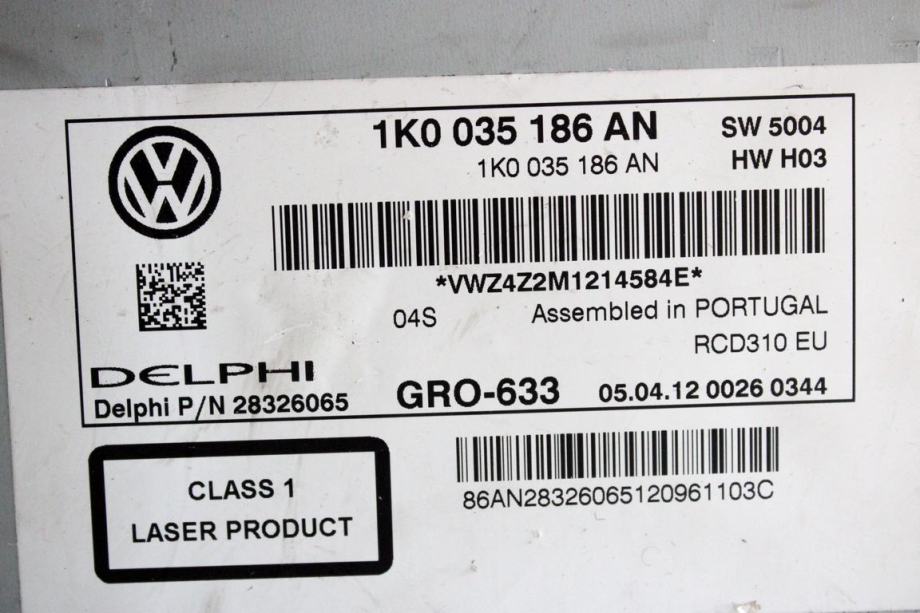 1K0 035 186 AN SW 5004
1K0 035 186 AN HW H03
*VWZ4Z2M1214584E*
04S Assembled in PORTUGAL
RCD310 EU
DELPHI
Delphi P/N 28326065 GRO-633 05.04.12 0026 0344
CLASS 1
LASER PRODUCT
86AN28326065120961103C